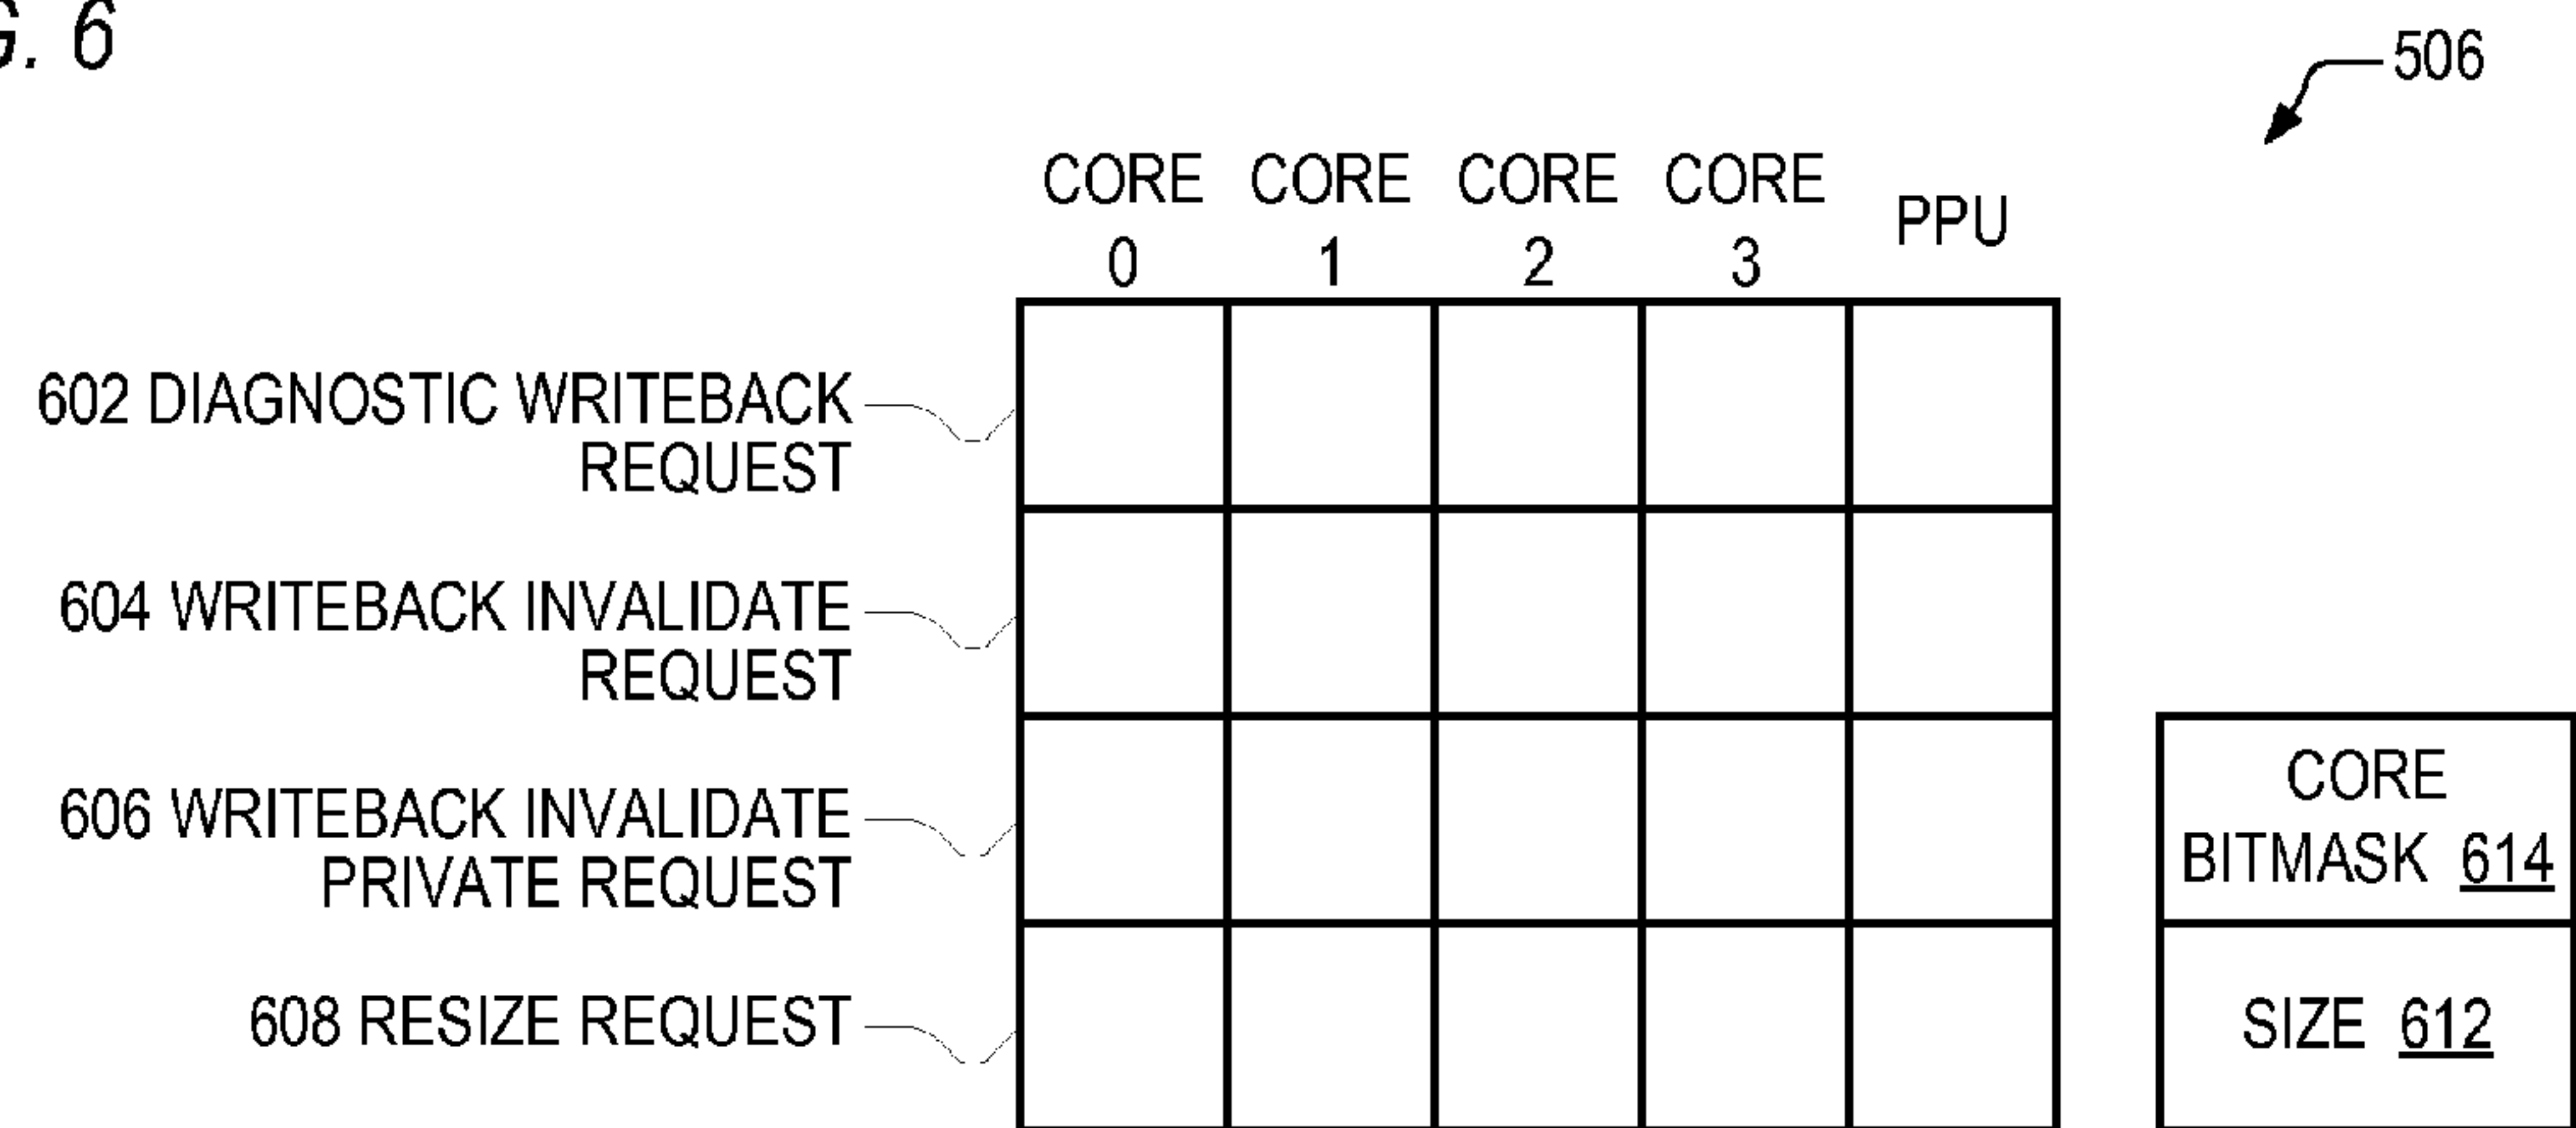 G. 6
506
CORE CORE CORE CORE PPU
0 1 2 3
602 DIAGNOSTIC WRITEBACK
REQUEST
604 WRITEBACK INVALIDATE
REQUEST
606 WRITEBACK INVALIDATE
PRIVATE REQUEST
CORE
BITMASK 614
608 RESIZE REQUEST
SIZE 612